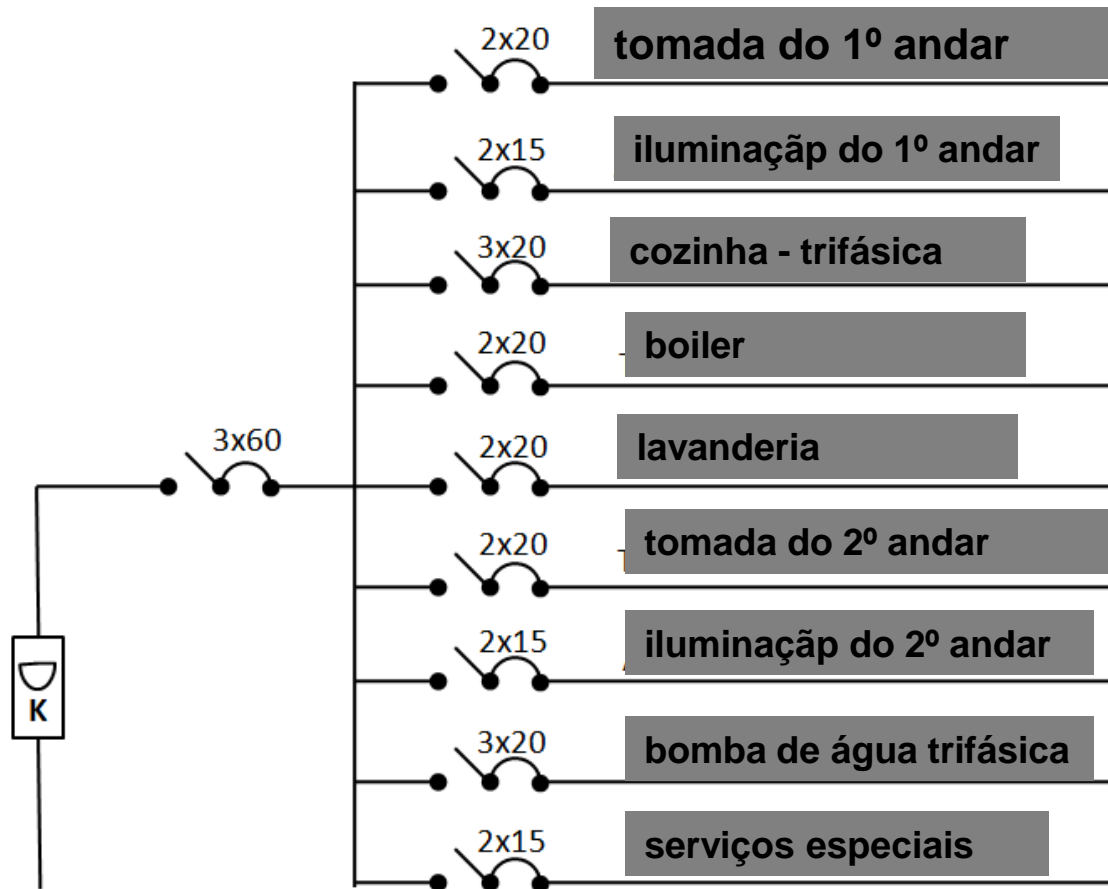 2x20 tomada do 1º andar
2x15 iluminaçãp do 1º andar
3x20 cozinha - trifásica
2x20 boiler
3x60
2x20 lavanderia
2x20 tomada do 2º andar
2x15 iluminaçãp do 2º andar
K
3x20 bomba de água trifásica
2x15 serviços especiais